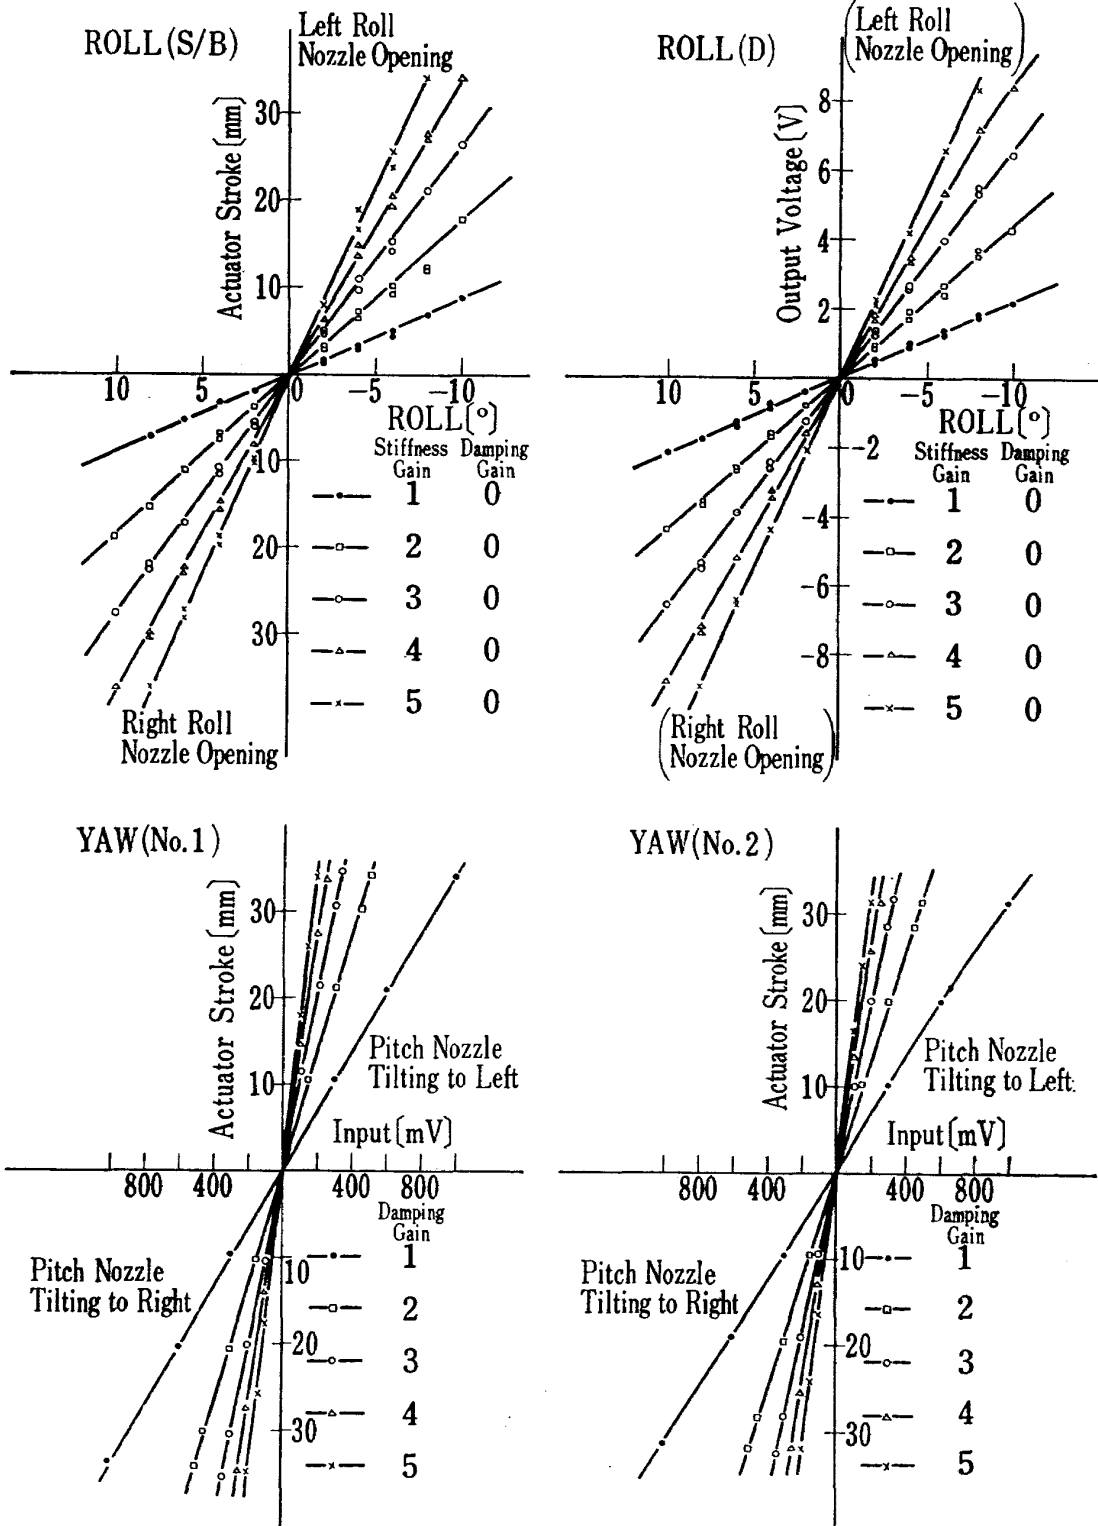 ROLL(S/B)
Left Roll
Nozzle Opening
Actuator Stroke[mm]
30
20
10
10 5 0 −5 −10
ROLL[°]
Stiffness Gain Damping Gain
1 0
2 0
3 0
4 0
5 0
10
20
30
Right Roll
Nozzle Opening
ROLL(D)
(Left Roll
Nozzle Opening)
Output Voltage[V]
8
6
4
2
10 5 0 −5 −10
ROLL[°]
Stiffness Gain Damping Gain
1 0
2 0
3 0
4 0
5 0
−2
−4
−6
−8
(Right Roll
Nozzle Opening)
YAW(No.1)
Actuator Stroke[mm]
30
20
10
Pitch Nozzle
Tilting to Left
Input[mV]
800 400 400 800
Damping
Gain
1
2
3
4
5
10
20
30
Pitch Nozzle
Tilting to Right
YAW(No.2)
Actuator Stroke[mm]
30
20
10
Pitch Nozzle
Tilting to Left
Input[mV]
800 400 400 800
Damping
Gain
1
2
3
4
5
10
20
30
Pitch Nozzle
Tilting to Right